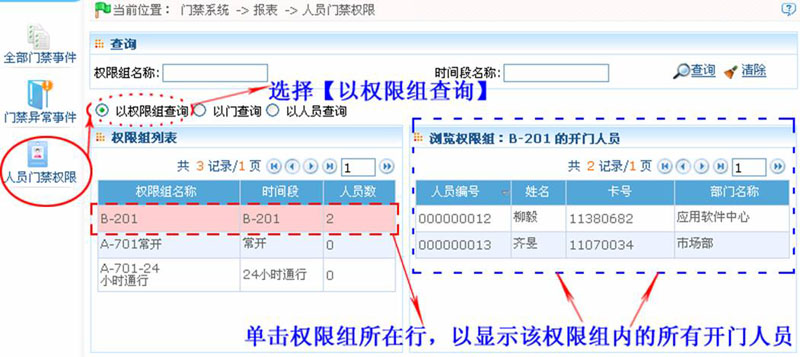 当前位置： 门禁系统 -> 报表 -> 人员门禁权限
全部门禁事件
门禁异常事件
人员门禁权限
查询
权限组名称:
时间段名称:
查询 清除
以权限组查询 以门查询 以人员查询
选择【以权限组查询】
权限组列表
共 3 记录/1 页 1
权限组名称 时间段 人员数
B-201 B-201 2
A-701常开 常开 0
A-701-24
小时通行 24小时通行 0
浏览权限组：B-201 的开门人员
共 2 记录/1 页 1
人员编号 姓名 卡号 部门名称
000000012 柳毅 11380682 应用软件中心
000000013 齐昱 11070034 市场部
单击权限组所在行，以显示该权限组内的所有开门人员